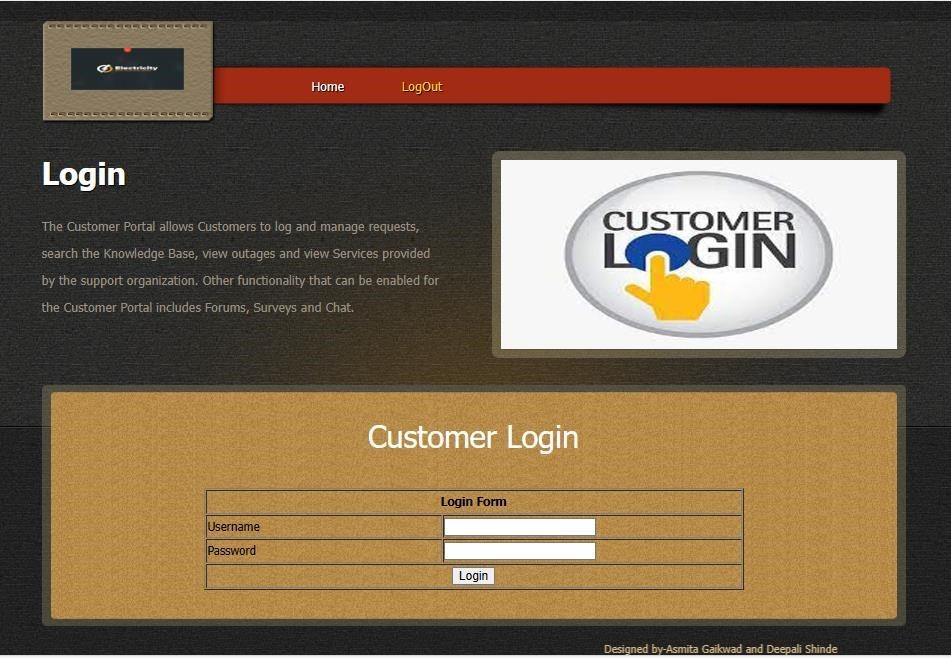 Electricity
Home
LogOut
Login
The Customer Portal allows Customers to log and manage requests,
search the Knowledge Base, view outages and view Services provided
by the support organization. Other functionality that can be enabled for
the Customer Portal includes Forums, Surveys and Chat.
CUSTOMER
LOGIN
Customer Login
Login Form
Username
Password
Login
Designed by-Asmita Gaikwad and Deepali Shinde